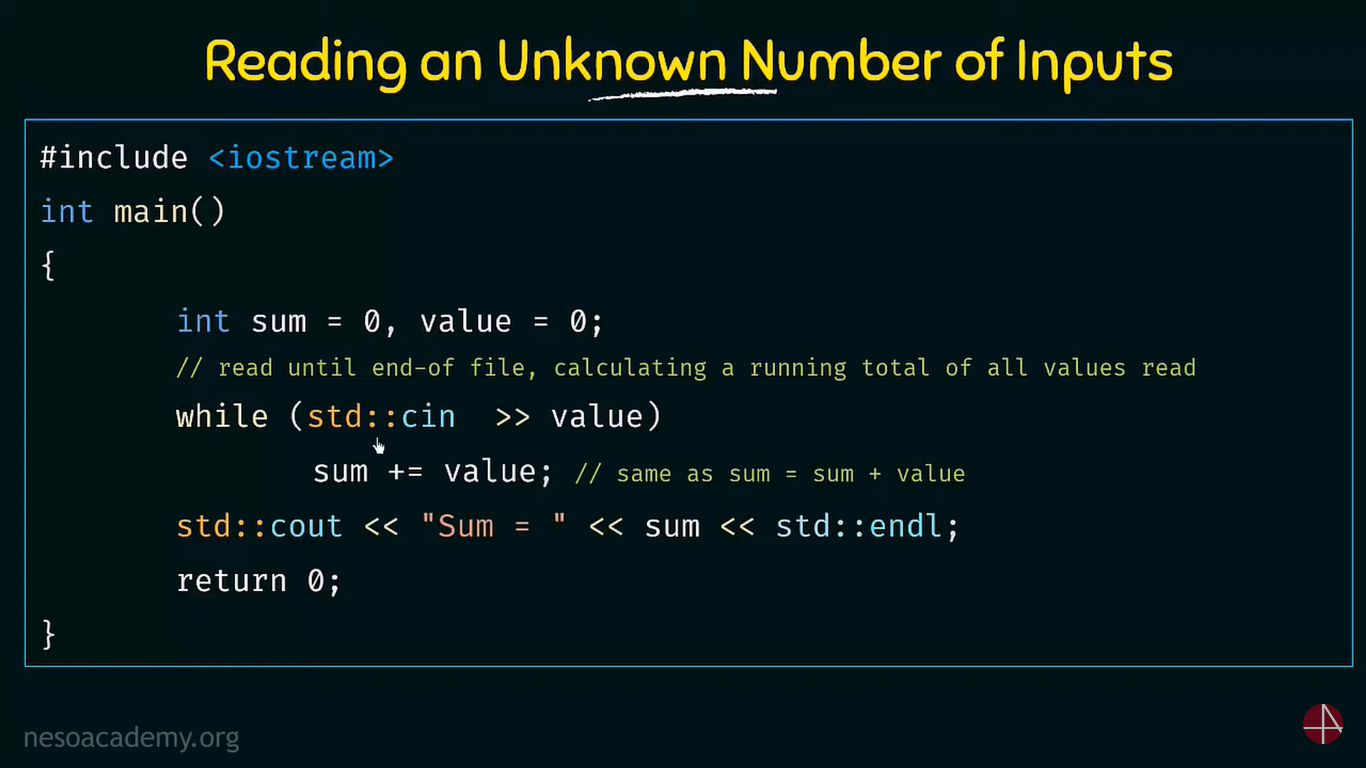 Reading an Unknown Number of Inputs
#include <iostream>
int main()
{
int sum = 0, value = 0;
// read until end-of file, calculating a running total of all values read
while (std::cin >> value)
sum += value; // same as sum = sum + value
std::cout << "Sum = " << sum << std::endl;
return 0;
}
nesoacademy.org